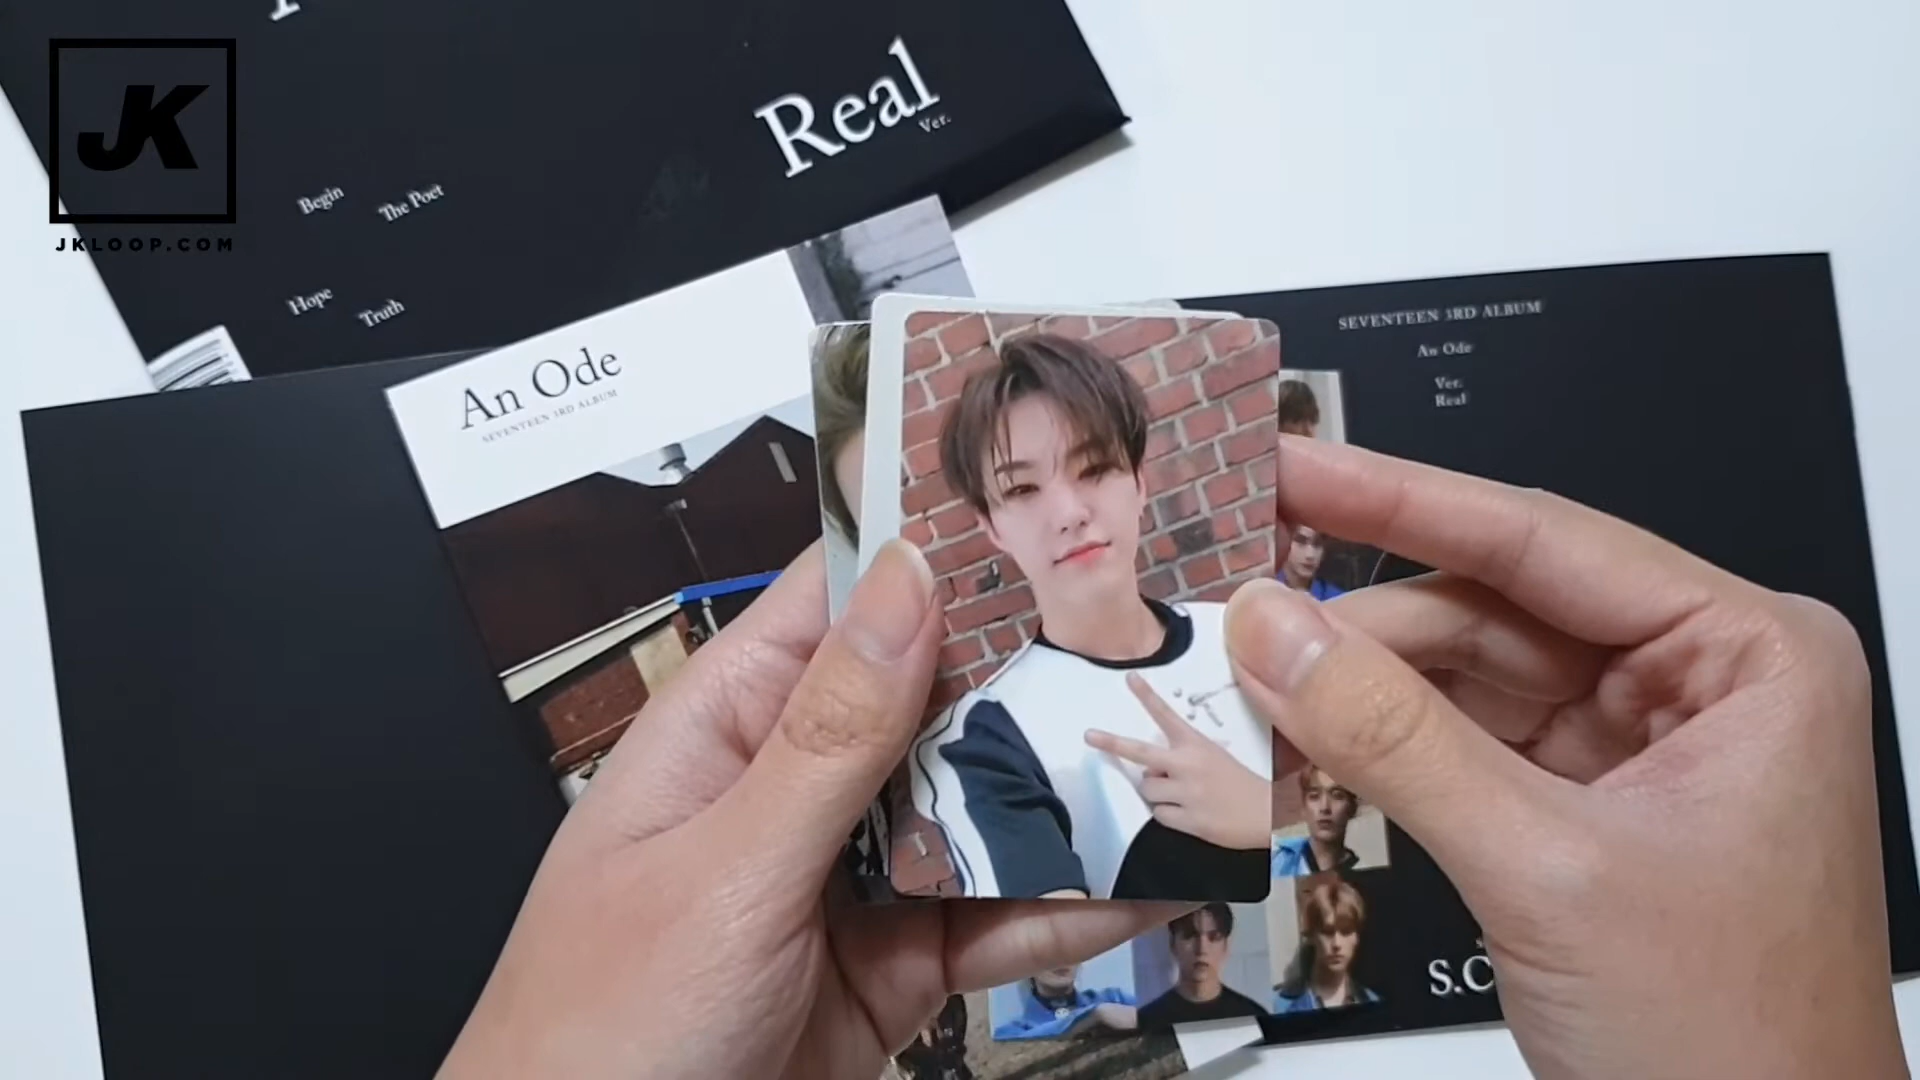 JK
JKLOOP.COM
Real
Ver.
Begin
The Poet
Hope
Truth
An Ode
SEVENTEEN 3RD ALBUM
SEVENTEEN 3RD ALBUM
An Ode
Ver.
Real
S.C